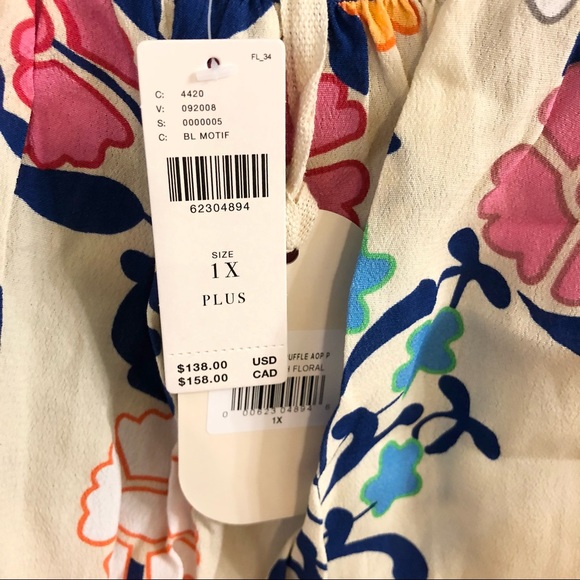 FL_34
C: 4420
V: 092008
S: 0000005
C: BL MOTIF
62304894
SIZE
1X
PLUS
$138.00 USD
$158.00 CAD
UFFLE AOP P
H FLORAL
0 00623 04894 8
1X